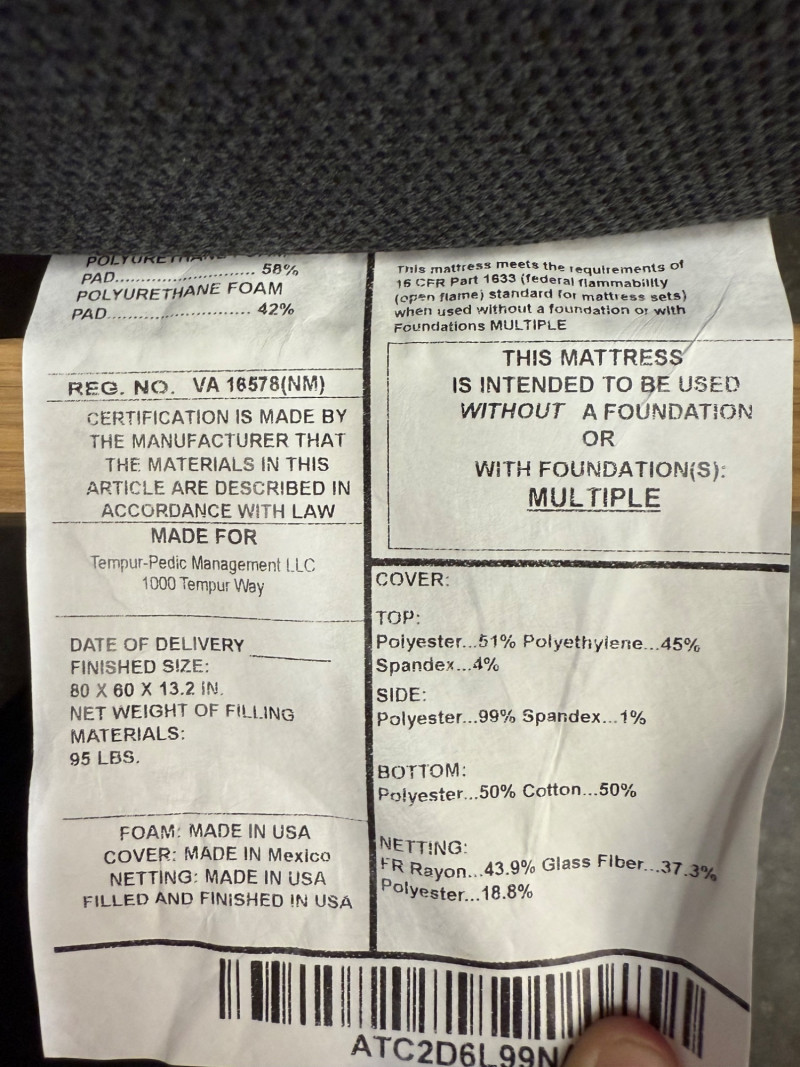 POLYURETHANE FOAM
PAD................................ 58%
POLYURETHANE FOAM
PAD................................ 42%
REG. NO. VA 16578(NM)
CERTIFICATION IS MADE BY
THE MANUFACTURER THAT
THE MATERIALS IN THIS
ARTICLE ARE DESCRIBED IN
ACCORDANCE WITH LAW
MADE FOR
Tempur-Pedic Management LLC
1000 Tempur Way
DATE OF DELIVERY ________
FINISHED SIZE:
80 X 60 X 13.2 IN.
NET WEIGHT OF FILLING
MATERIALS:
95 LBS.
FOAM: MADE IN USA
COVER: MADE IN Mexico
NETTING: MADE IN USA
FILLED AND FINISHED IN USA
This mattress meets the requirements of
16 CFR Part 1633 (federal flammability
(open flame) standard for mattress sets)
when used without a foundation or with
Foundations MULTIPLE
THIS MATTRESS
IS INTENDED TO BE USED
WITHOUT A FOUNDATION
OR
WITH FOUNDATION(S):
MULTIPLE
COVER:
TOP:
Polyester...51% Polyethylene...45%
Spandex...4%
SIDE:
Polyester...99% Spandex...1%
BOTTOM:
Polyester...50% Cotton...50%
NETTING:
FR Rayon...43.9% Glass Fiber...37.3%
Polyester...18.8%
ATC2D6L99N